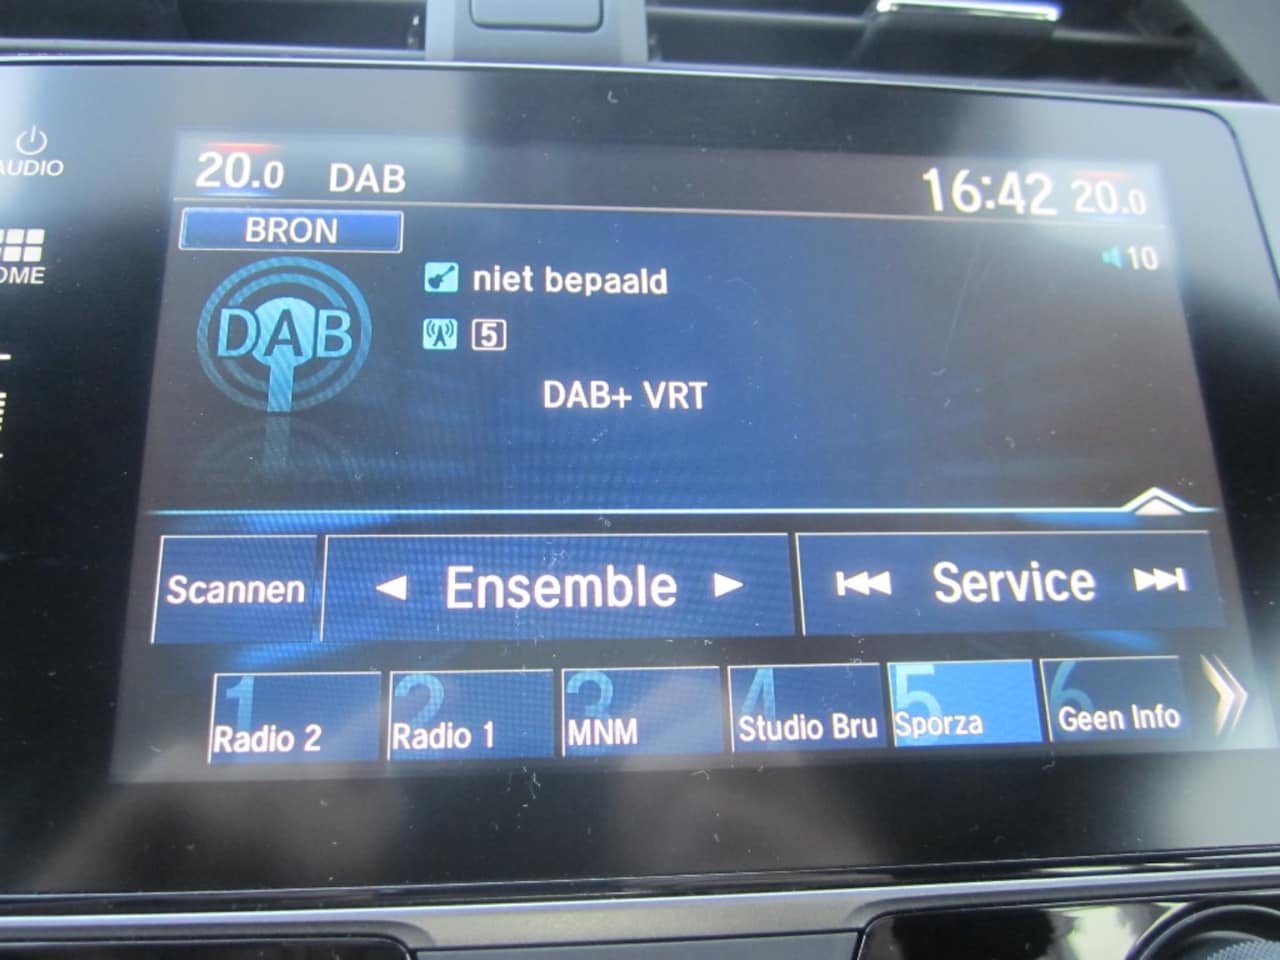 AUDIO
20.0 DAB 16:42 20.0
BRON
10
niet bepaald
DAB
5
DAB+ VRT
Scannen Ensemble Service
1 2 3 4 5 6
Radio 2 Radio 1 MNM Studio Bru Sporza Geen Info
OME